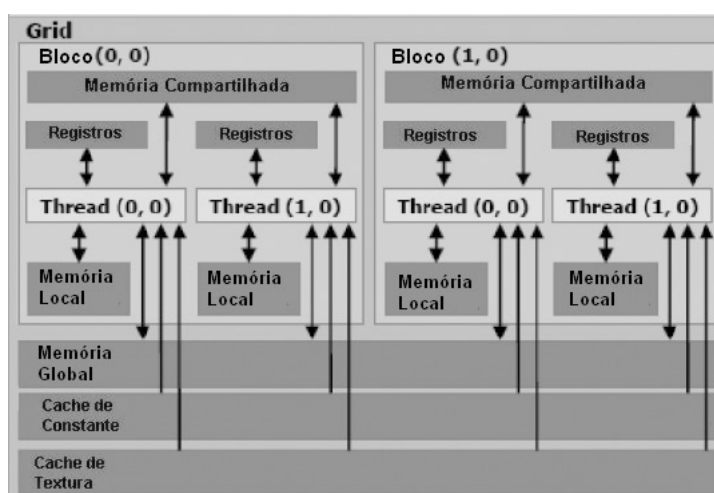 Grid
Bloco(0, 0)
Memória Compartilhada
Registros
Registros
Thread (0, 0)
Thread (1, 0)
Memória
Local
Memória
Local
Bloco (1, 0)
Memória Compartilhada
Registros
Registros
Thread (0, 0)
Thread (1, 0)
Memória
Local
Memória
Local
Memória
Global
Cache de
Constante
Cache de
Textura